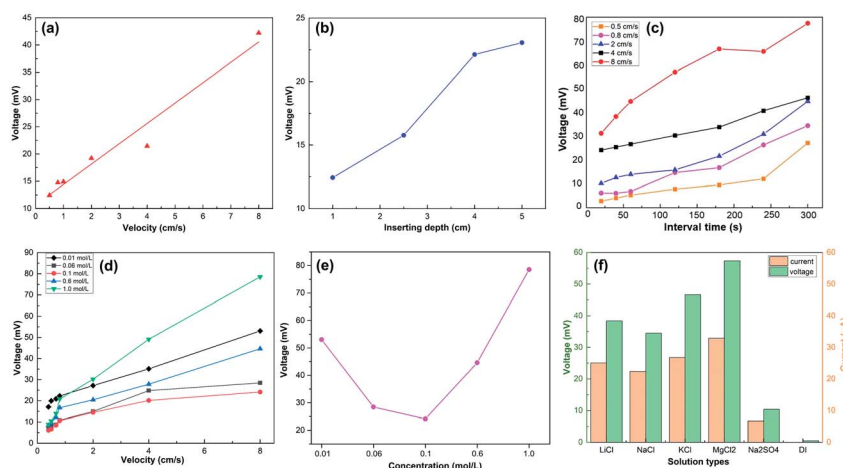 (a)
Voltage (mV)
45
40
35
30
25
20
15
10
0 1 2 3 4 5 6 7 8
Velocity (cm/s)
(b)
Voltage (mV)
25
20
15
10
1 2 3 4 5
Inserting depth (cm)
(c)
0.5 cm/s
0.8 cm/s
2 cm/s
4 cm/s
8 cm/s
Voltage (mV)
80
70
60
50
40
30
20
10
0
0 50 100 150 200 250 300
Interval time (s)
(d)
0.01 mol/L
0.06 mol/L
0.1 mol/L
0.6 mol/L
1.0 mol/L
Voltage (mV)
90
80
70
60
50
40
30
20
10
0
0 2 4 6 8
Velocity (cm/s)
(e)
Voltage (mV)
80
70
60
50
40
30
20
0.01 0.06 0.1 0.6 1.0
Concentration (mol/L)
(f)
current
voltage
Voltage (mV)
60
50
40
30
20
10
0
60
50
40
30
20
10
0
LiCl NaCl KCl MgCl2 Na2SO4 DI
Solution types